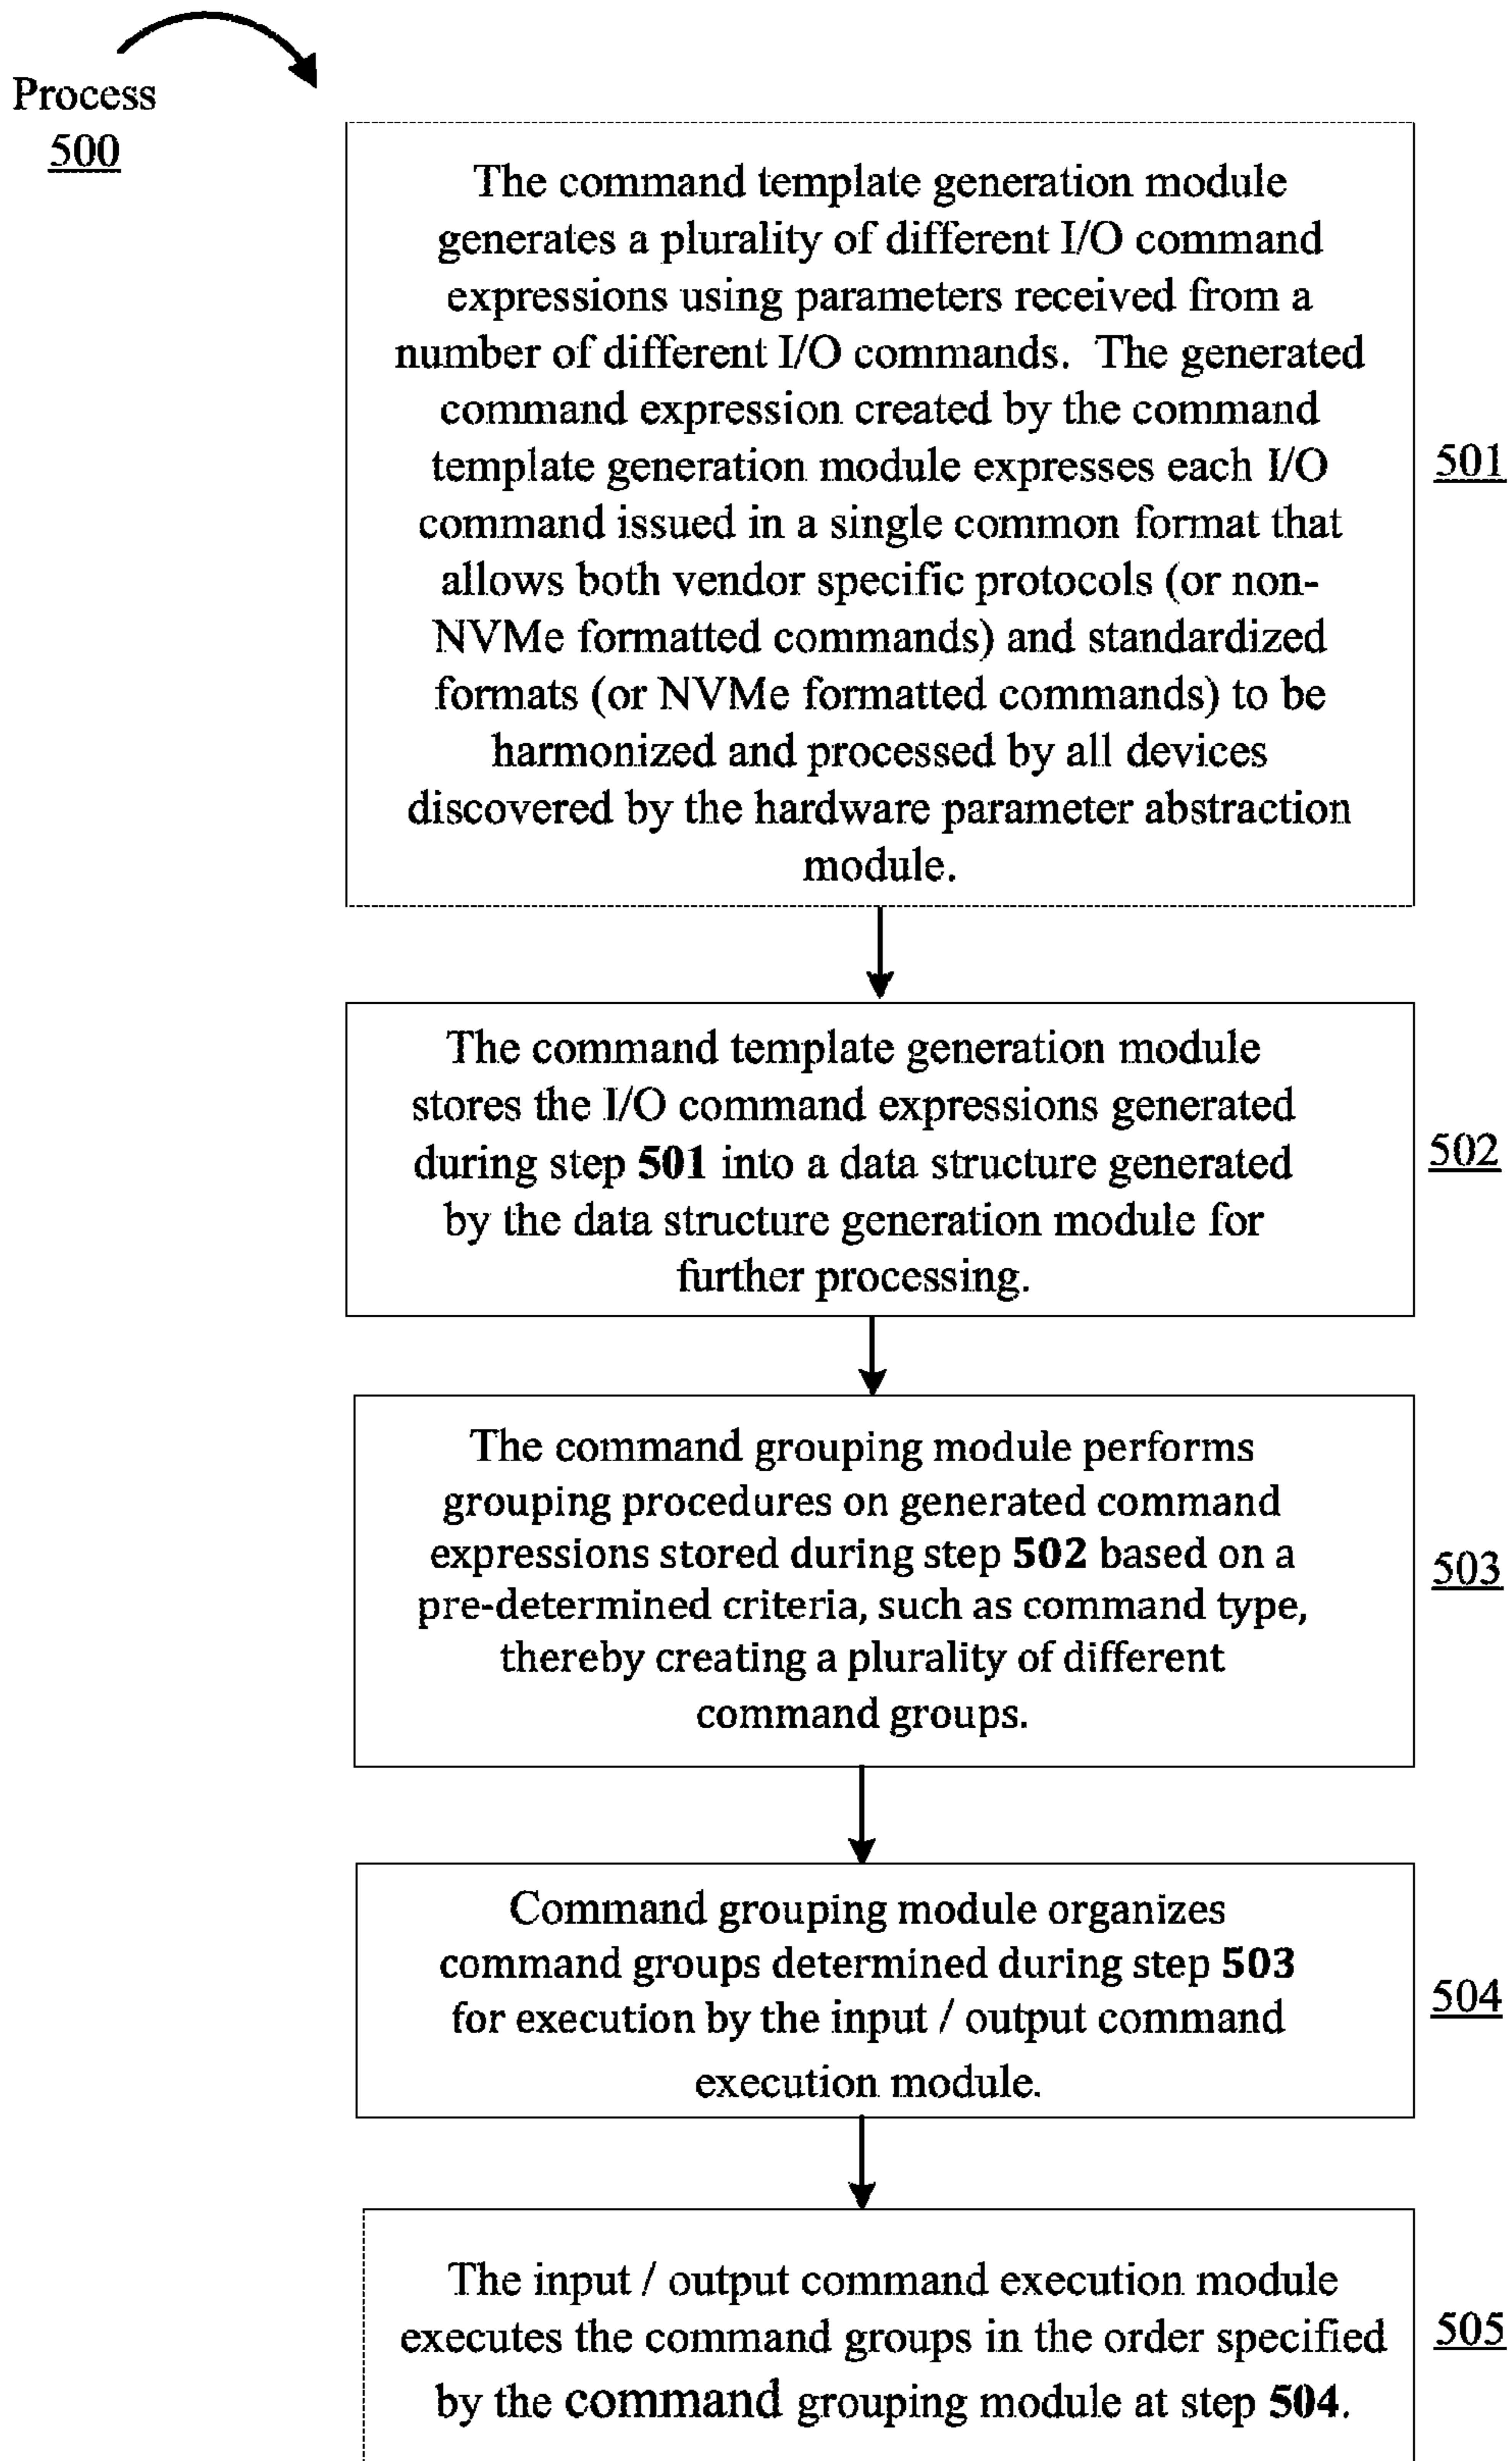 Process
500
The command template generation module
generates a plurality of different I/O command
expressions using parameters received from a
number of different I/O commands. The generated
command expression created by the command
template generation module expresses each I/O
command issued in a single common format that
allows both vendor specific protocols (or non-
NVMe formatted commands) and standardized
formats (or NVMe formatted commands) to be
harmonized and processed by all devices
discovered by the hardware parameter abstraction
module.
501
The command template generation module
stores the I/O command expressions generated
during step 501 into a data structure generated
by the data structure generation module for
further processing.
502
The command grouping module performs
grouping procedures on generated command
expressions stored during step 502 based on a
pre-determined criteria, such as command type,
thereby creating a plurality of different
command groups.
503
Command grouping module organizes
command groups determined during step 503
for execution by the input / output command
execution module.
504
The input / output command execution module
executes the command groups in the order specified
by the command grouping module at step 504.
505